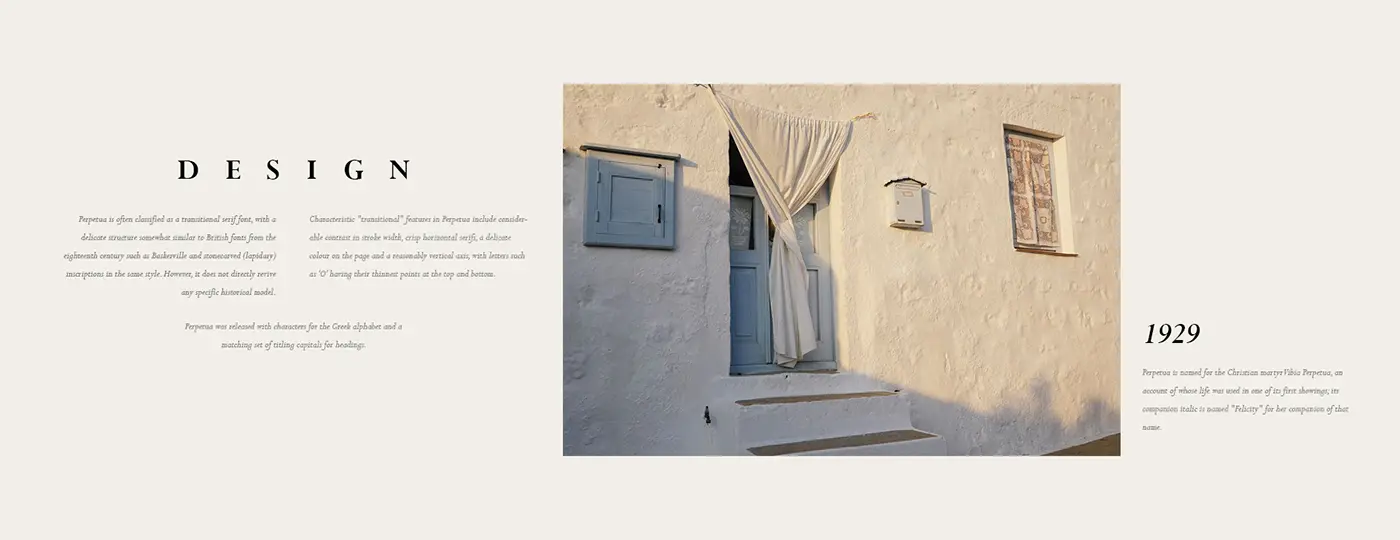 DESIGN
Perpetua is often classified as a transitional serif font, with a
delicate structure somewhat similar to British fonts from the
eighteenth century such as Baskerville and stonecarved (lapidary)
inscriptions in the same style. However, it does not directly revive
any specific historical model.
Characteristic "transitional" features in Perpetua include consider-
able contrast in stroke width, crisp horizontal serifs, a delicate
colour on the page and a reasonably vertical axis, with letters such
as 'O' having their thinnest points at the top and bottom.
Perpetua was released with characters for the Greek alphabet and a
matching set of titling capitals for headings.
1929
Perpetua is named for the Christian martyr Vibia Perpetua, an
account of whose life was used in one of its first showings; its
companion italic is named "Felicity" for her companion of that
name.